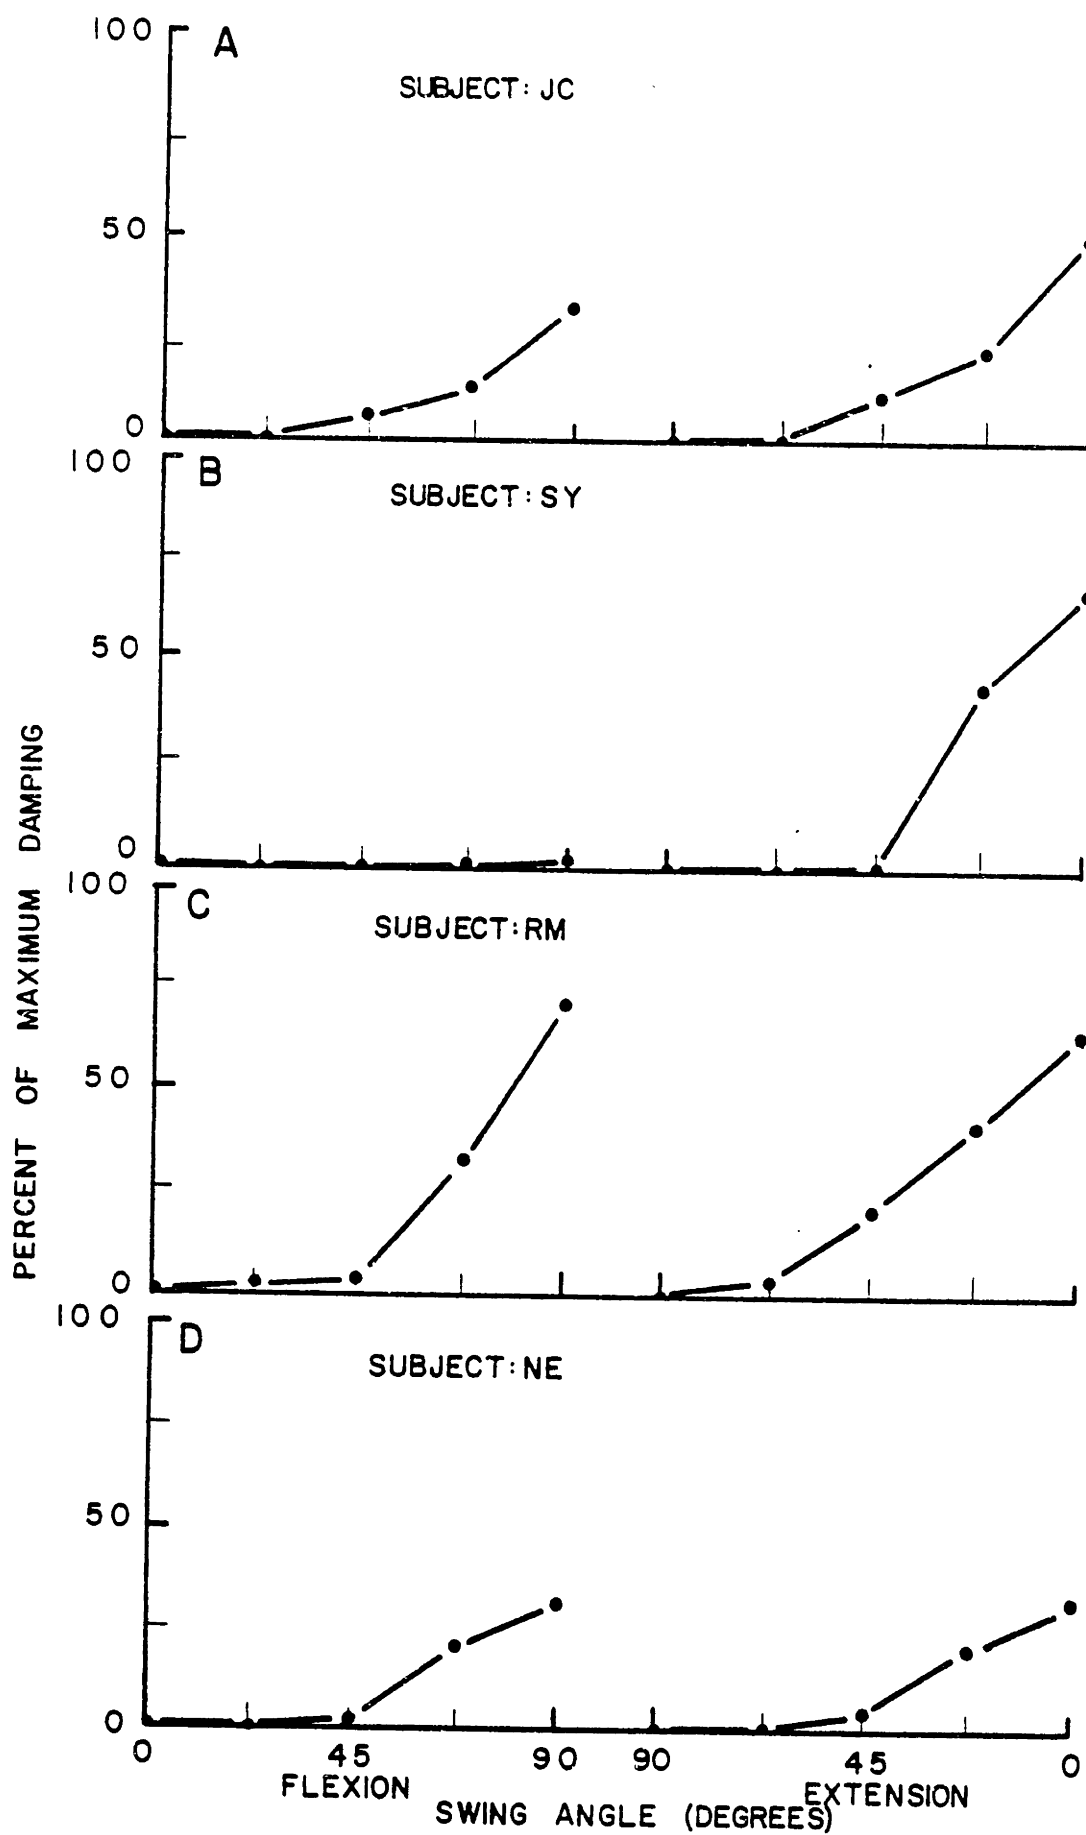 PERCENT OF MAXIMUM DAMPING
100
A
SUBJECT: JC
50
0
100
B
SUBJECT: SY
50
0
100
C
SUBJECT: RM
50
0
100
D
SUBJECT: NE
50
0
0 45 90 90 45 0
FLEXION EXTENSION
SWING ANGLE (DEGREES)